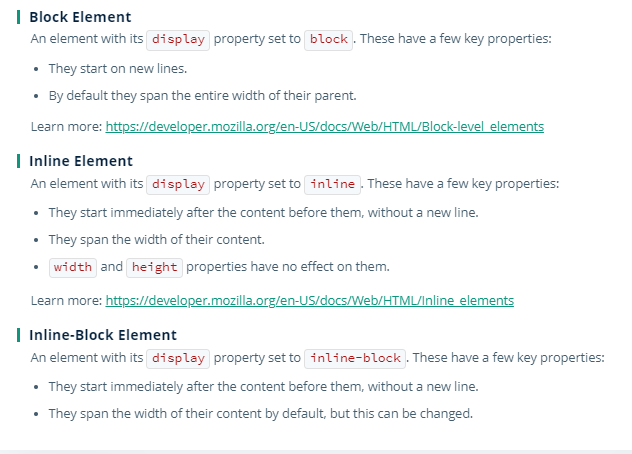 Block Element
An element with its display property set to block. These have a few key properties:
• They start on new lines.
• By default they span the entire width of their parent.
Learn more: https://developer.mozilla.org/en-US/docs/Web/HTML/Block-level_elements
Inline Element
An element with its display property set to inline. These have a few key properties:
• They start immediately after the content before them, without a new line.
• They span the width of their content.
• width and height properties have no effect on them.
Learn more: https://developer.mozilla.org/en-US/docs/Web/HTML/Inline_elements
Inline-Block Element
An element with its display property set to inline-block. These have a few key properties:
• They start immediately after the content before them, without a new line.
• They span the width of their content by default, but this can be changed.